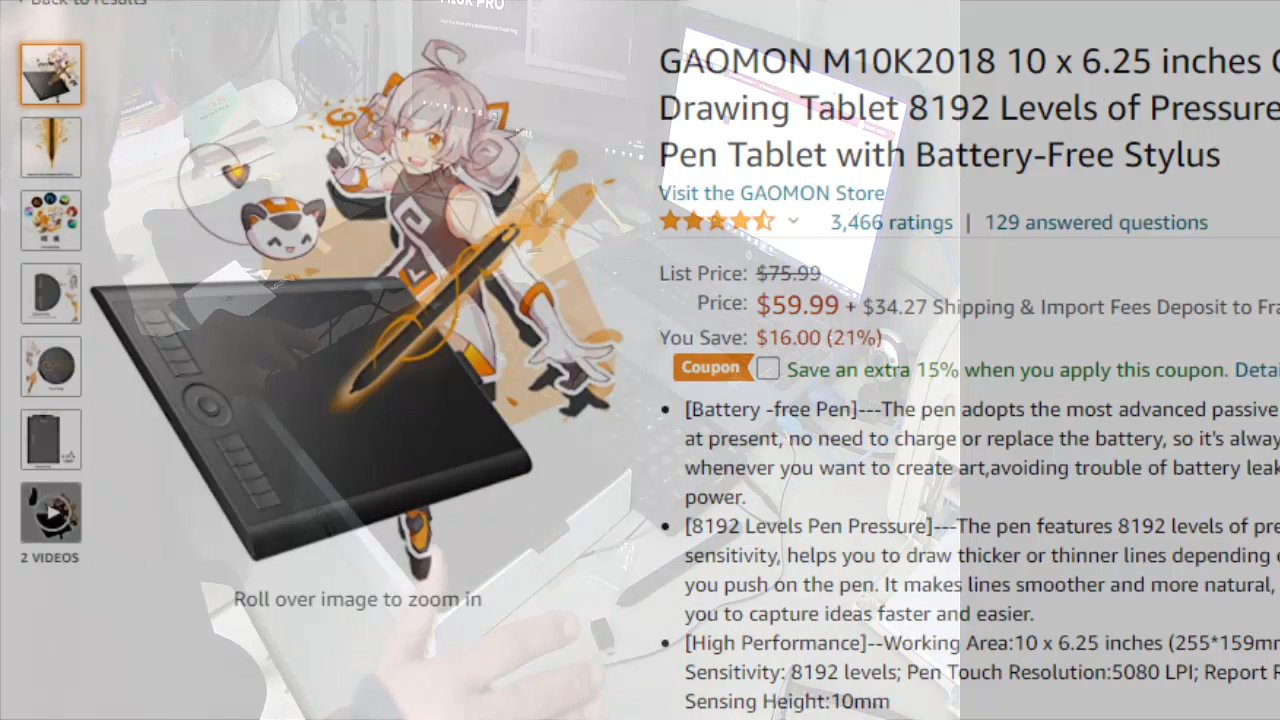 Back to results
GAOMON M10K2018 10 x 6.25 inches
Drawing Tablet 8192 Levels of Pressure
Pen Tablet with Battery-Free Stylus
Visit the GAOMON Store
3,466 ratings | 129 answered questions
List Price: $75.99
Price: $59.99 + $34.27 Shipping & Import Fees Deposit to
You Save: $16.00 (21%)
Coupon Save an extra 15% when you apply this coupon.
[Battery -free Pen]---The pen adopts the most advanced passive
at present, no need to charge or replace the battery, so it's
whenever you want to create art,avoiding trouble of battery
power.
[8192 Levels Pen Pressure]---The pen features 8192 levels of
sensitivity, helps you to draw thicker or thinner lines depending
you push on the pen. It makes lines smoother and more natural,
you to capture ideas faster and easier.
[High Performance]--Working Area:10 x 6.25 inches (255*159mm
Sensitivity: 8192 levels; Pen Touch Resolution:5080 LPI; Report
Sensing Height:10mm
2 VIDEOS
Roll over image to zoom in